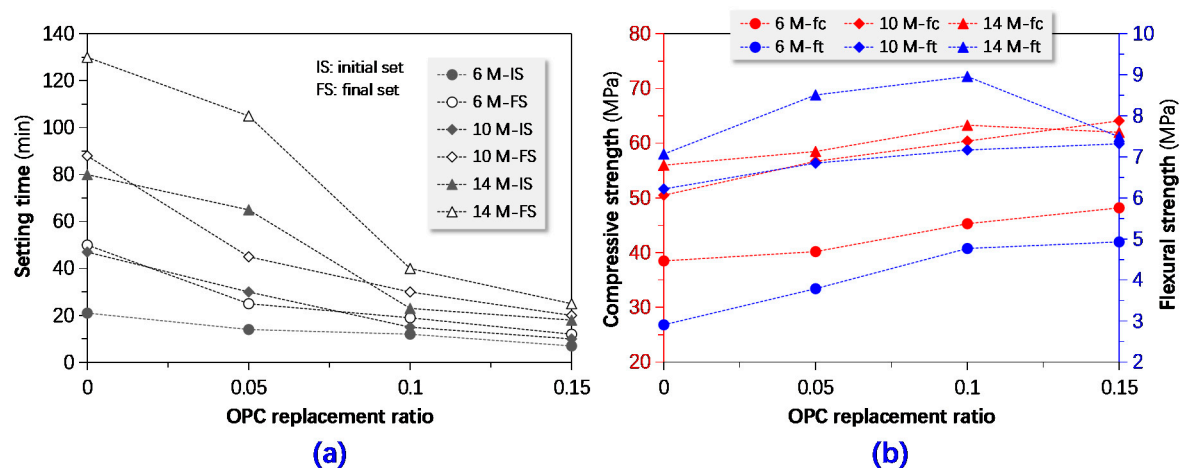 140
120
100
80
60
40
20
0
Setting time (min)
IS: initial set
FS: final set
6 M-IS
6 M-FS
10 M-IS
10 M-FS
14 M-IS
14 M-FS
0 0.05 0.1 0.15
OPC replacement ratio
(a)
6 M-fc 10 M-fc 14 M-fc
6 M-ft 10 M-ft 14 M-ft
80
70
60
50
40
30
20
Compressive strength (MPa)
10
9
8
7
6
5
4
3
2
Flexural strength (MPa)
0 0.05 0.1 0.15
OPC replacement ratio
(b)